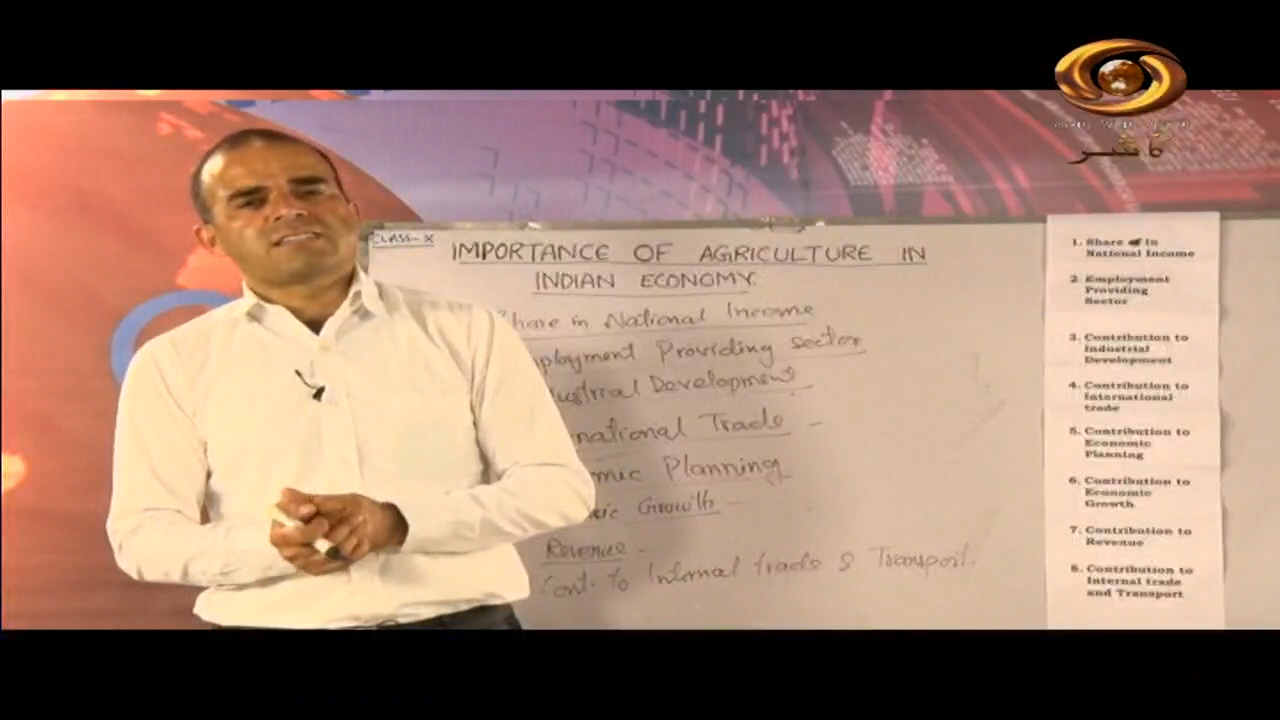 کأشر
CLASS-X
IMPORTANCE OF AGRICULTURE IN
INDIAN ECONOMY
Share in National Income
mployment Providing Sector
ustrial Development
national Trade -
mic Planning
ic Growth -
Revenue -
Cont. to Internal trade & Transport.
1. Share in
National Income
2 Employment
Providing
Sector
3. Contribution to
Industrial
Development
4. Contribution to
International
trade
5. Contribution to
Economic
Planning
6. Contribution to
Economic
Growth
7. Contribution to
Revenue
8. Contribution to
Internal trade
and Transport